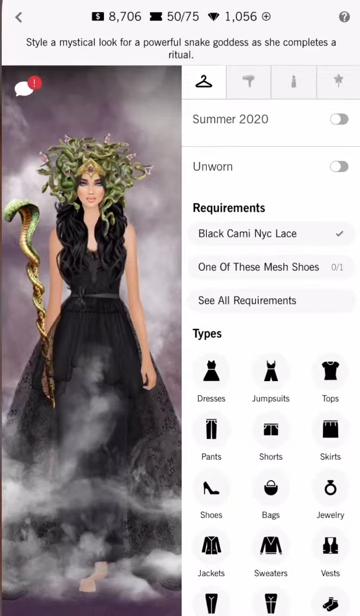 8,706 50/75 1,056
Style a mystical look for a powerful snake goddess as she completes a
ritual.
Summer 2020
Unworn
Requirements
Black Cami Nyc Lace
One Of These Mesh Shoes 0/1
See All Requirements
Types
Dresses Jumpsuits Tops
Pants Shorts Skirts
Shoes Bags Jewelry
Jackets Sweaters Vests